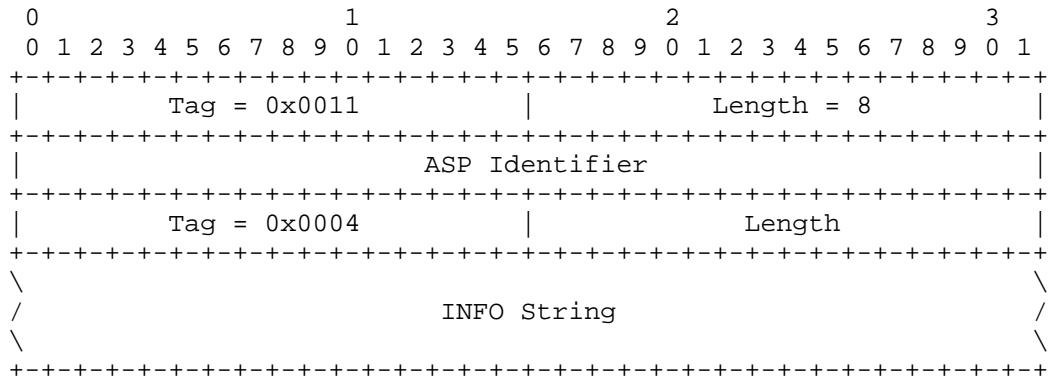 0                   1                   2                   3
 0 1 2 3 4 5 6 7 8 9 0 1 2 3 4 5 6 7 8 9 0 1 2 3 4 5 6 7 8 9 0 1
+-+-+-+-+-+-+-+-+-+-+-+-+-+-+-+-+-+-+-+-+-+-+-+-+-+-+-+-+-+-+-+-+
|         Tag = 0x0011          |           Length = 8          |
+-+-+-+-+-+-+-+-+-+-+-+-+-+-+-+-+-+-+-+-+-+-+-+-+-+-+-+-+-+-+-+-+
|                         ASP Identifier                        |
+-+-+-+-+-+-+-+-+-+-+-+-+-+-+-+-+-+-+-+-+-+-+-+-+-+-+-+-+-+-+-+-+
|         Tag = 0x0004          |             Length            |
+-+-+-+-+-+-+-+-+-+-+-+-+-+-+-+-+-+-+-+-+-+-+-+-+-+-+-+-+-+-+-+-+
\                                                               \
/                          INFO String                          /
\                                                               \
+-+-+-+-+-+-+-+-+-+-+-+-+-+-+-+-+-+-+-+-+-+-+-+-+-+-+-+-+-+-+-+-+